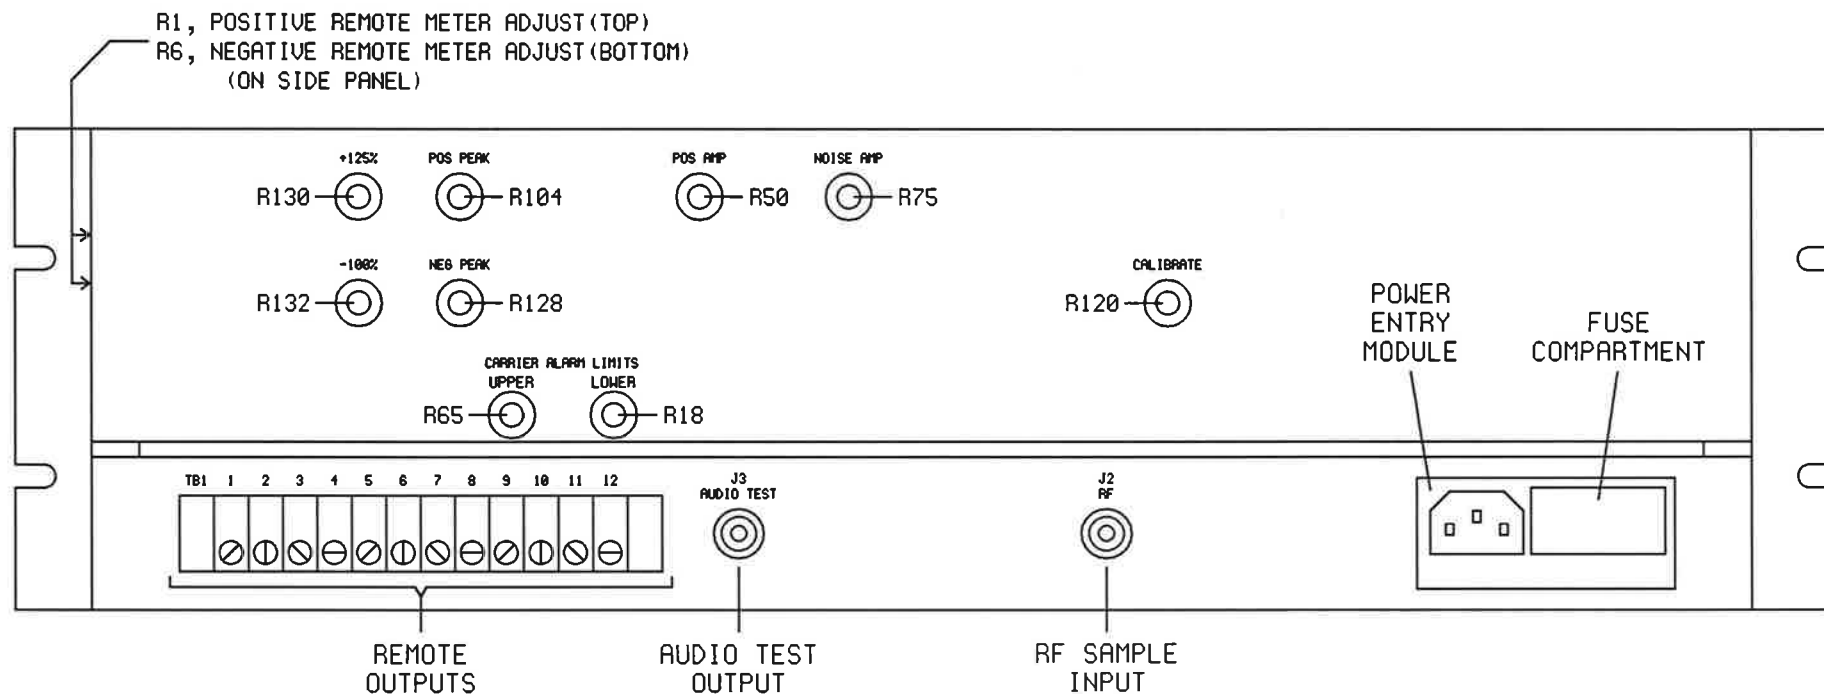 R1, POSITIVE REMOTE METER ADJUST(TOP)
R6, NEGATIVE REMOTE METER ADJUST(BOTTOM)
(ON SIDE PANEL)
+125% POS PEAK POS AMP NOISE AMP
R130 R104 R50 R75
-100% NEG PEAK CALIBRATE
R132 R128 R120
POWER
ENTRY
MODULE
FUSE
COMPARTMENT
CARRIER ALARM LIMITS
UPPER LOWER
R65 R18
TB1 1 2 3 4 5 6 7 8 9 10 11 12
J3
AUDIO TEST
J2
RF
REMOTE
OUTPUTS
AUDIO TEST
OUTPUT
RF SAMPLE
INPUT